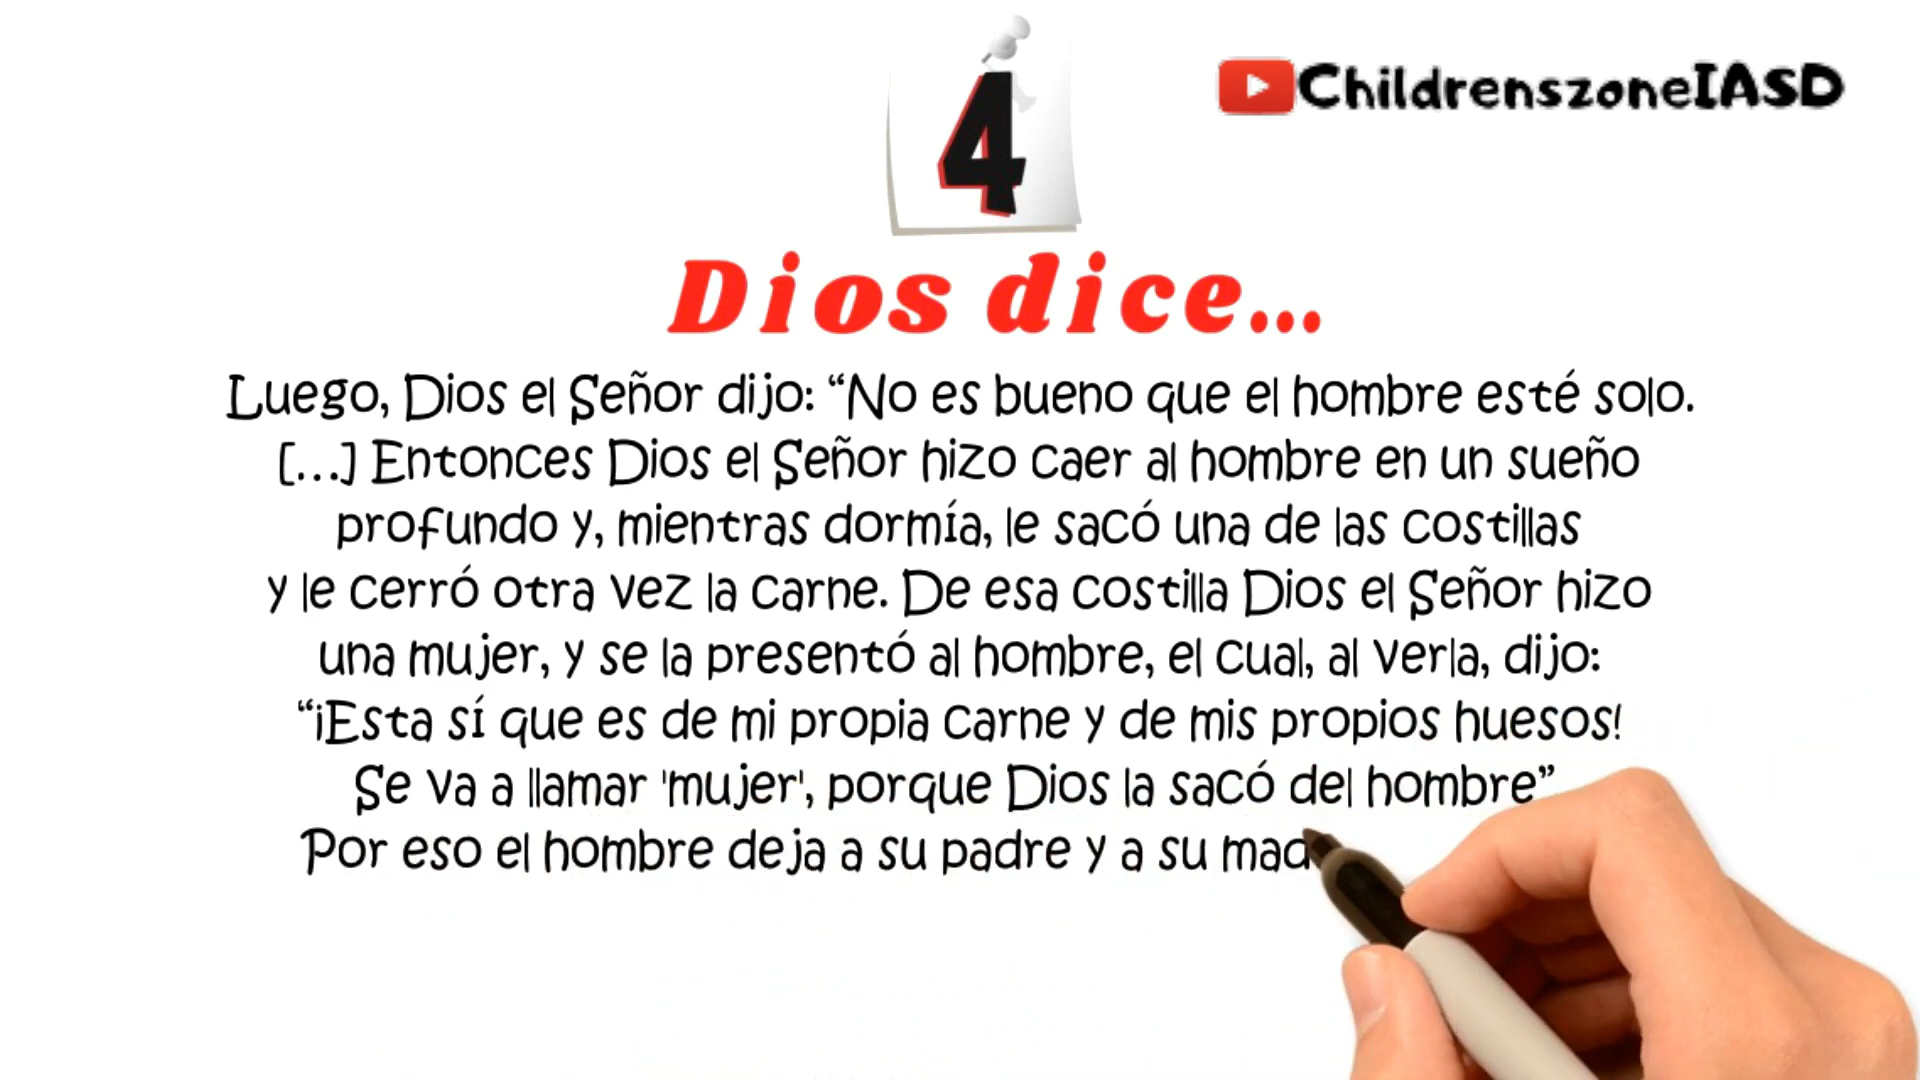 4
ChildrenszoneIASD
Dios dice...
Luego, Dios el Señor dijo: “No es bueno que el hombre esté solo.
[...] Entonces Dios el Señor hizo caer al hombre en un sueño
profundo y, mientras dormía, le sacó una de las costillas
y le cerró otra vez la carne. De esa costilla Dios el Señor hizo
una mujer, y se la presentó al hombre, el cual, al verla, dijo:
“¡Esta sí que es de mi propia carne y de mis propios huesos!
Se va a llamar 'mujer', porque Dios la sacó del hombre”
Por eso el hombre deja a su padre y a su mad